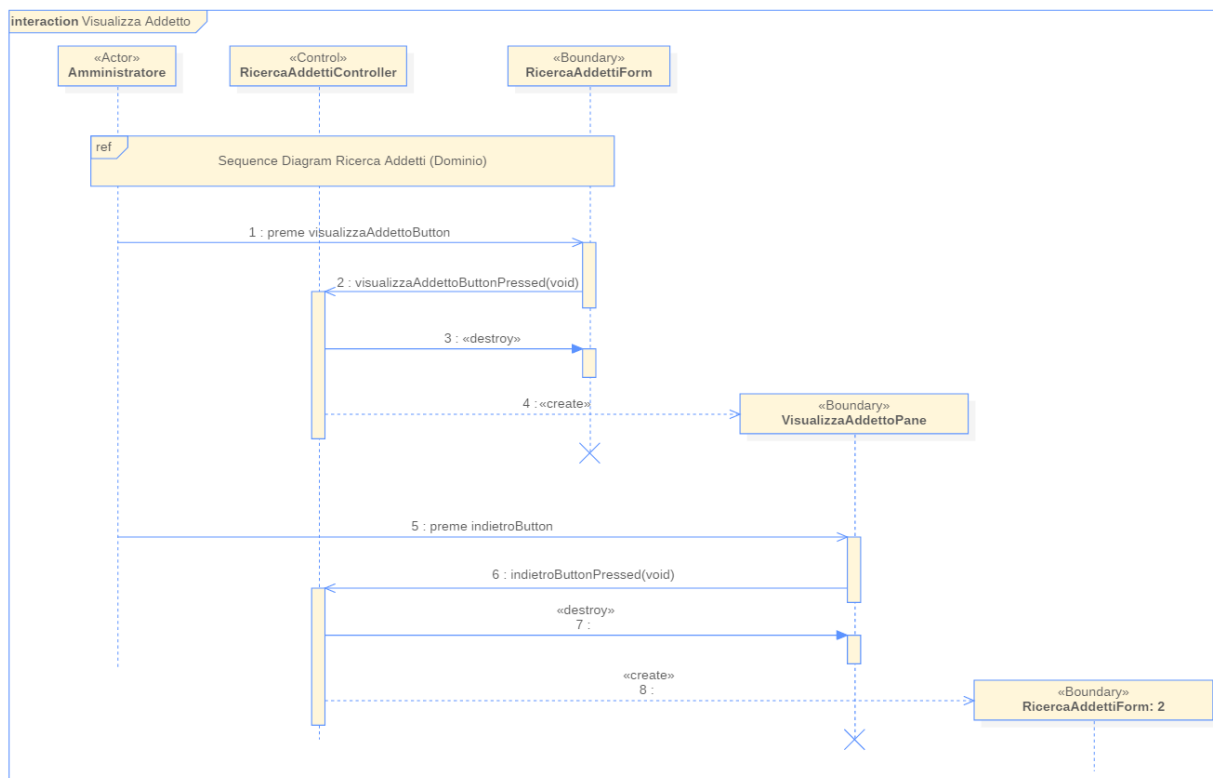 interaction Visualizza Addetto
«Actor»
Amministratore
«Control»
RicercaAddettiController
«Boundary»
RicercaAddettiForm
ref
Sequence Diagram Ricerca Addetti (Dominio)
1 : preme visualizzaAddettoButton
2 : visualizzaAddettoButtonPressed(void)
3 : «destroy»
4 : «create»
«Boundary»
VisualizzaAddettoPane
5 : preme indietroButton
6 : indietroButtonPressed(void)
«destroy»
7 :
«create»
8 :
«Boundary»
RicercaAddettiForm: 2